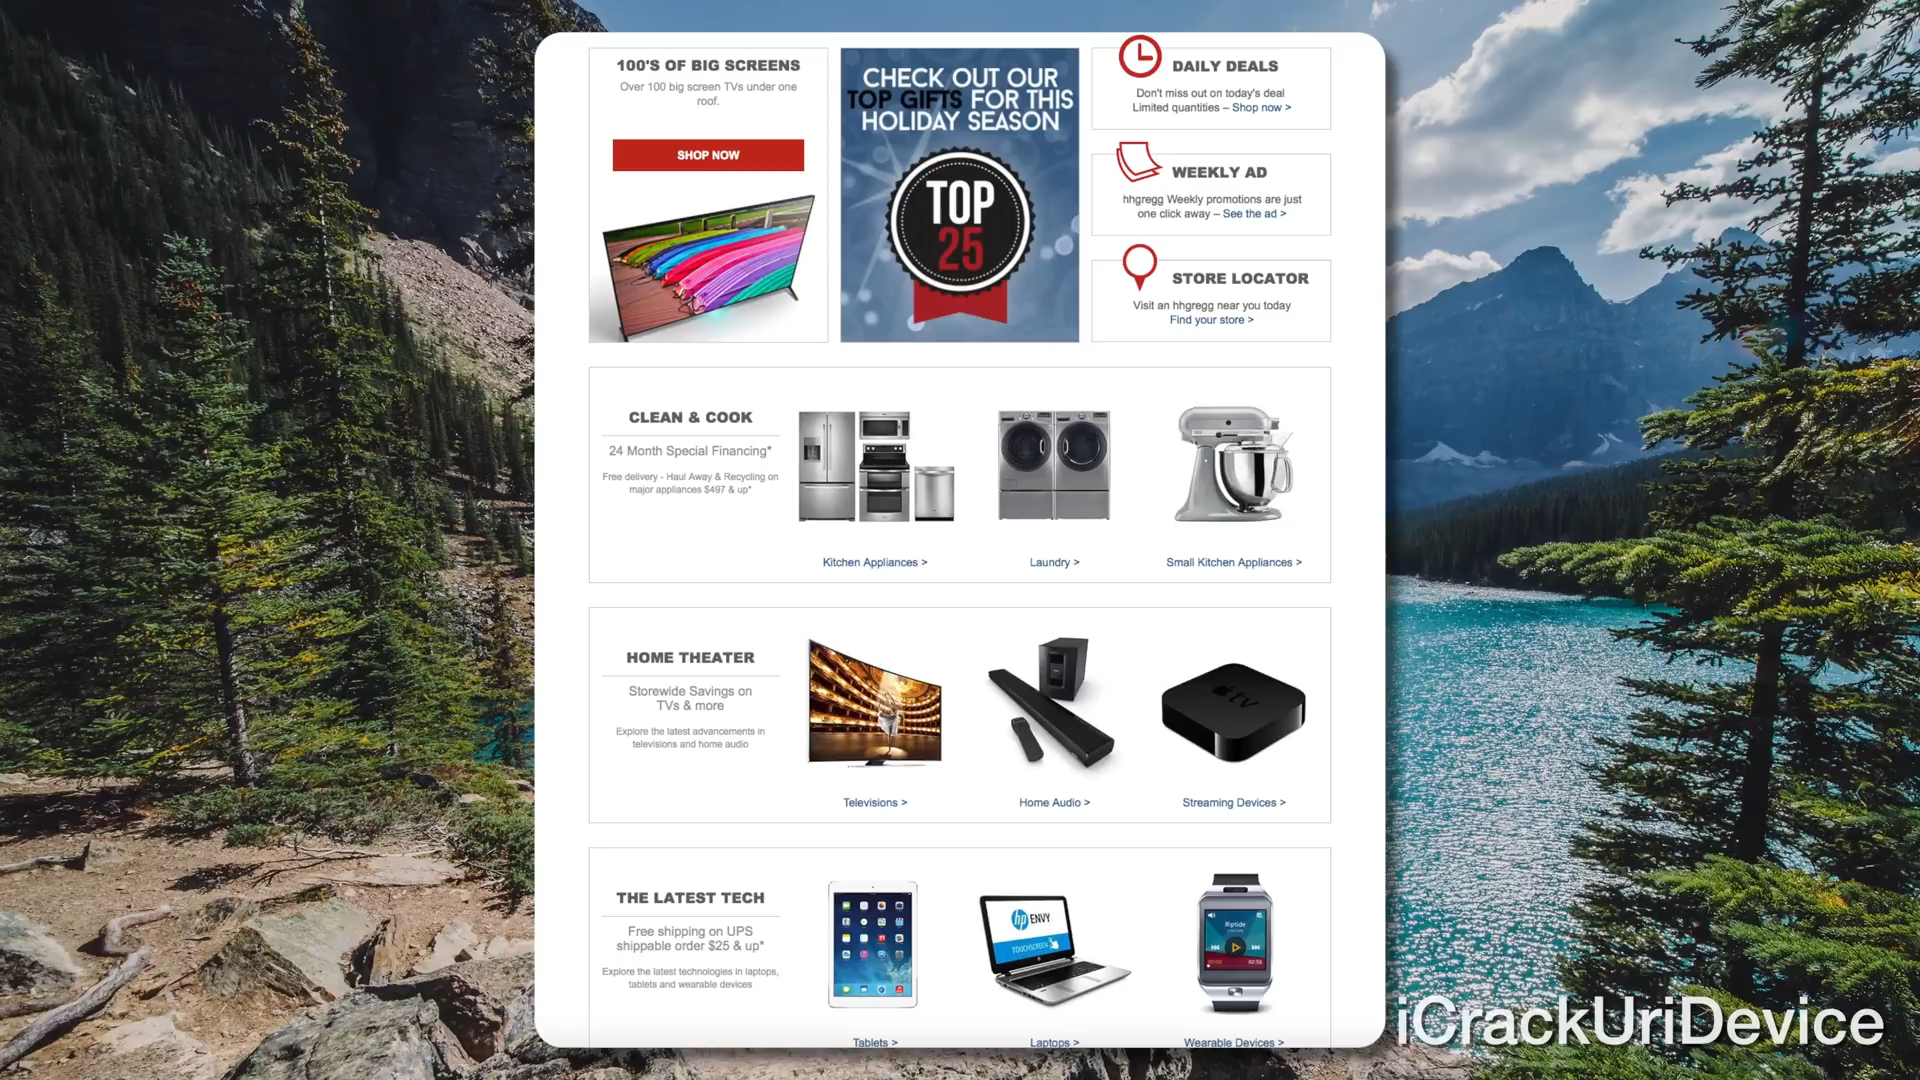 100'S OF BIG SCREENS
Over 100 big screen TVs under one
roof.
SHOP NOW
CHECK OUT OUR
TOP GIFTS FOR THIS
HOLIDAY SEASON
TOP
25
DAILY DEALS
Don't miss out on today's deal
Limited quantities – Shop now >
WEEKLY AD
hhgregg Weekly promotions are just
one click away – See the ad >
STORE LOCATOR
Visit an hhgregg near you today
Find your store >
CLEAN & COOK
24 Month Special Financing*
Free delivery - Haul Away & Recycling on
major appliances $497 & up*
Kitchen Appliances >
Laundry >
Small Kitchen Appliances >
HOME THEATER
Storewide Savings on
TVs & more
Explore the latest advancements in
televisions and home audio
tv
Televisions >
Home Audio >
Streaming Devices >
THE LATEST TECH
Free shipping on UPS
shippable order $25 & up*
Explore the latest technologies in laptops,
tablets and wearable devices
hp ENVY
TOUCHSCREEN
Riptide
02:56
Tablets >
Laptops >
Wearable Devices >
iCrackUriDevice